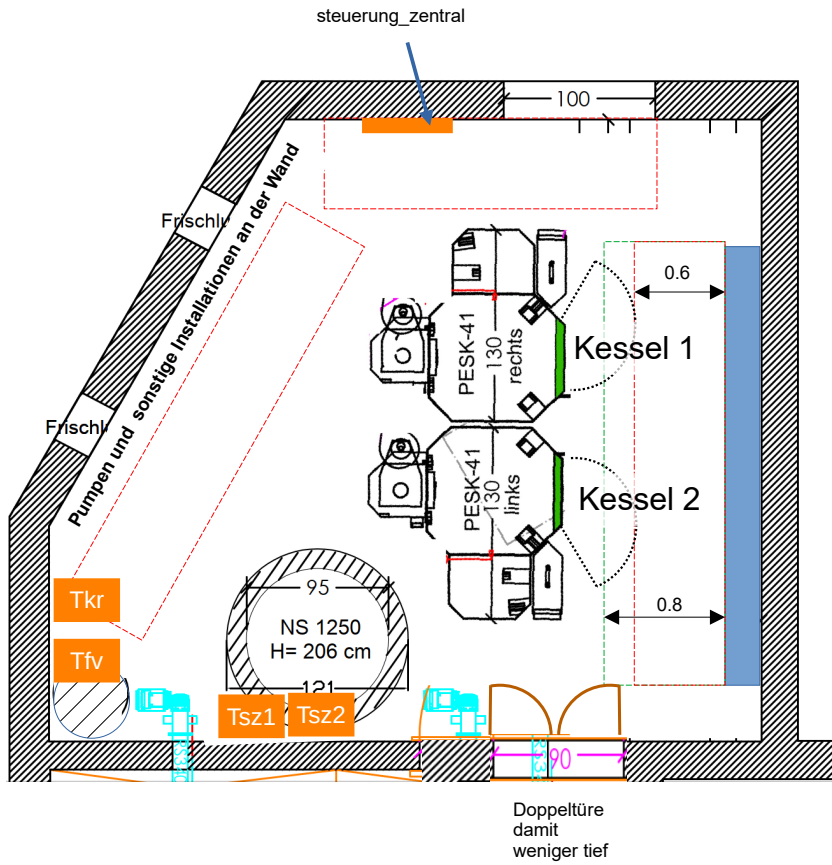 steuerung_zentral
100
Pumpen und sonstige Installationen an der Wand
Frischlu
0.6
PESK-41
130
rechts
Kessel 1
Frischlu
PESK-41
130
links
Kessel 2
Tkr
95
0.8
NS 1250
H= 206 cm
Tfv
121
Tsz1
Tsz2
90
Doppeltüre
damit
weniger tief